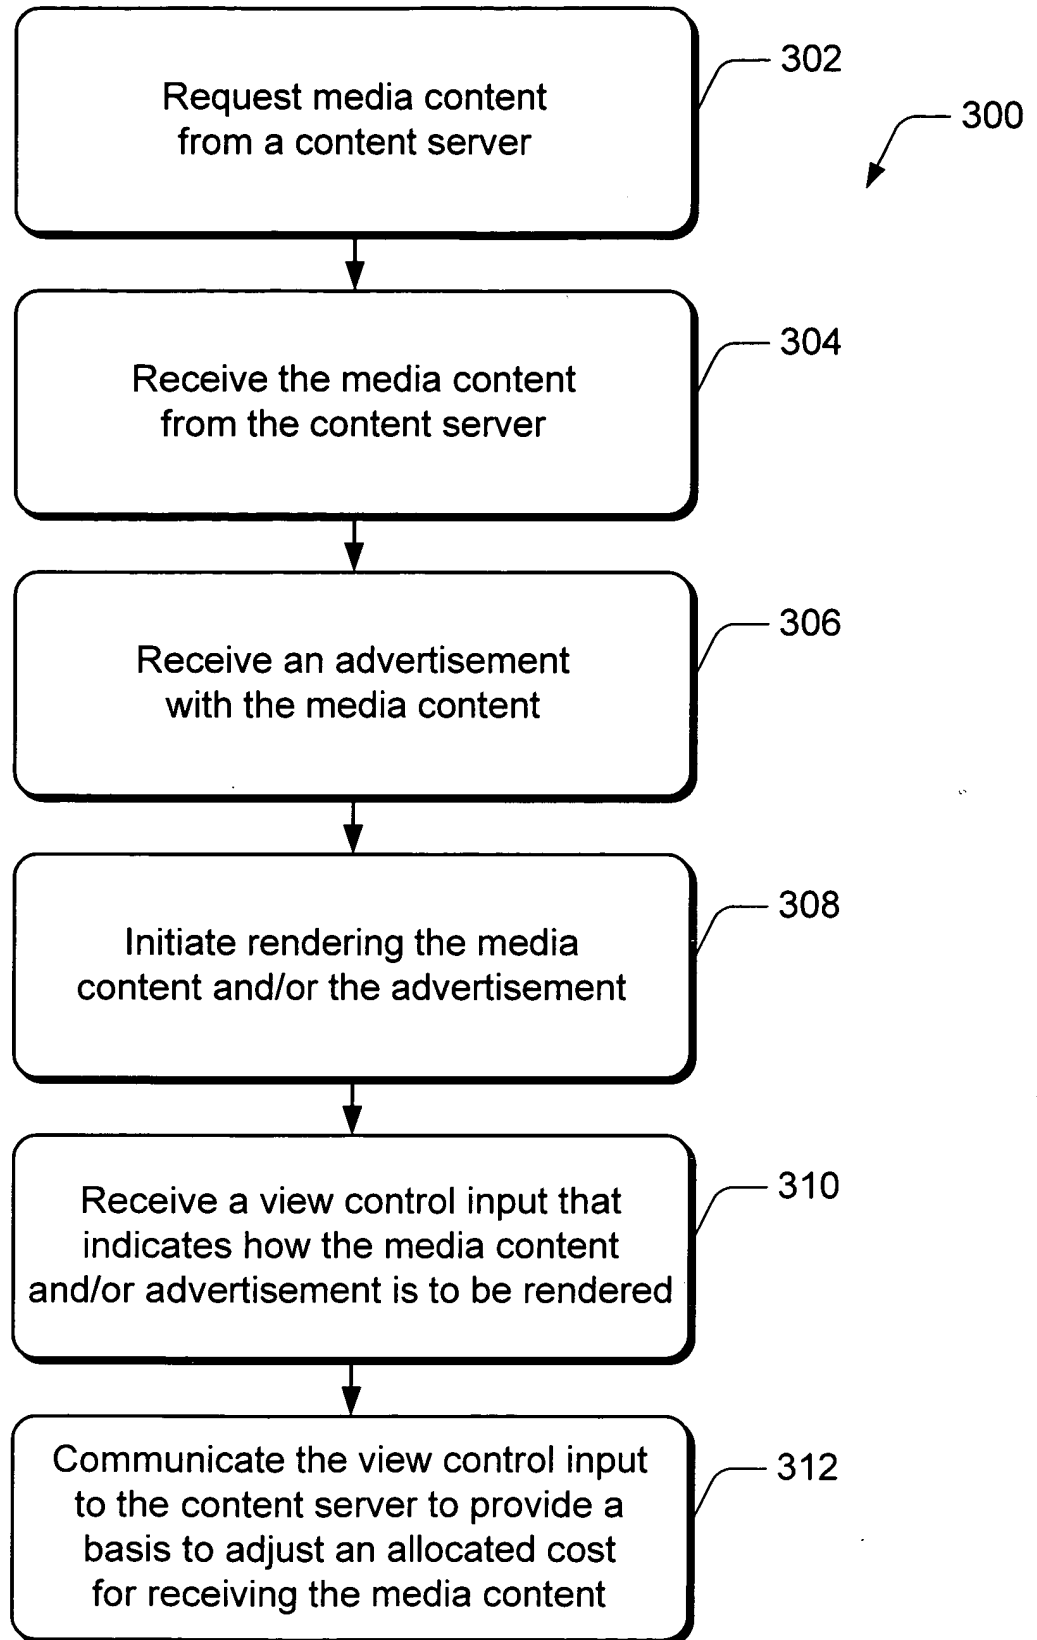 Request media content
from a content server
302
300
Receive the media content
from the content server
304
Receive an advertisement
with the media content
306
Initiate rendering the media
content and/or the advertisement
308
Receive a view control input that
indicates how the media content
and/or advertisement is to be rendered
310
Communicate the view control input
to the content server to provide a
basis to adjust an allocated cost
for receiving the media content
312